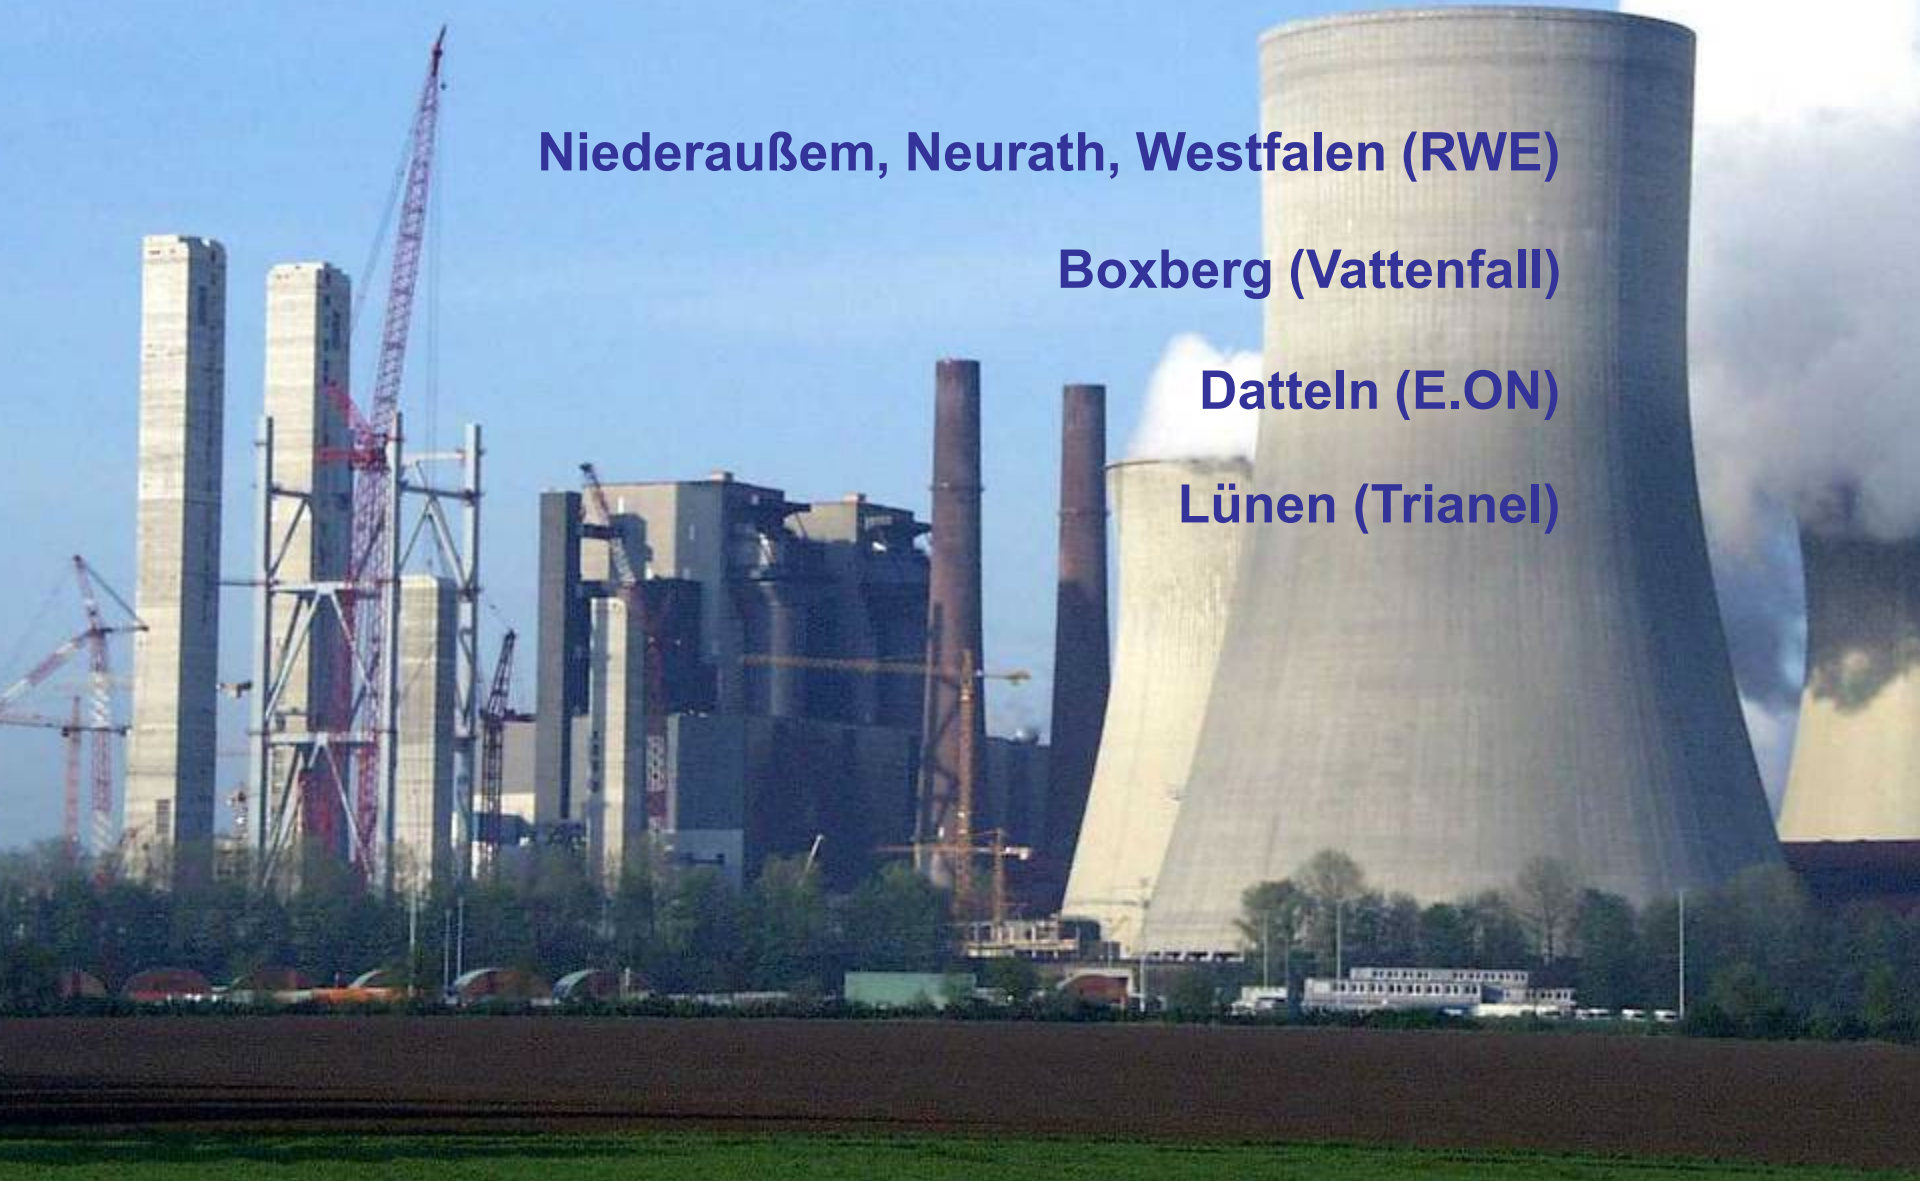 Niederaußem, Neurath, Westfalen (RWE)
Boxberg (Vattenfall)
Datteln (E.ON)
Lünen (Trianel)